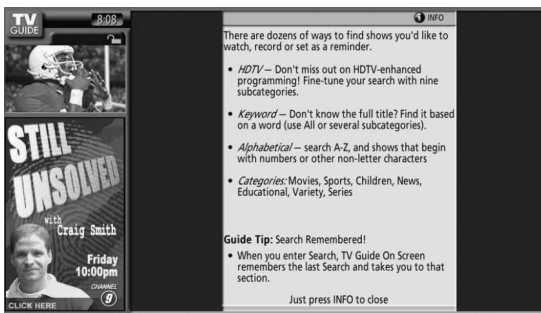 TV
GUIDE
8:08
STILL
UNSOLVED
with
Craig Smith
Friday
10:00pm
CHANNEL
9
CLICK HERE
i INFO
There are dozens of ways to find shows you'd like to
watch, record or set as a reminder.
• HDTV — Don't miss out on HDTV-enhanced
programming! Fine-tune your search with nine
subcategories.
• Keyword — Don't know the full title? Find it based
on a word (use All or several subcategories).
• Alphabetical — search A-Z, and shows that begin
with numbers or other non-letter characters
• Categories: Movies, Sports, Children, News,
Educational, Variety, Series
Guide Tip: Search Remembered!
• When you enter Search, TV Guide On Screen
remembers the last Search and takes you to that
section.
Just press INFO to close